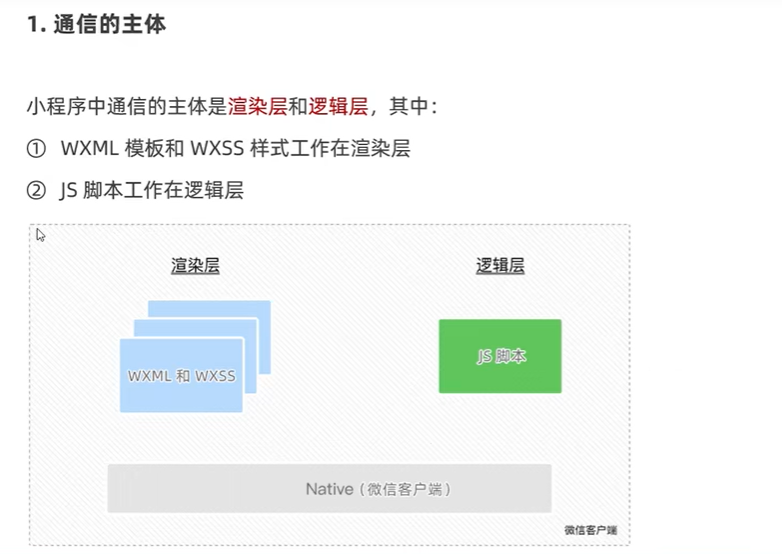 1. 通信的主体
小程序中通信的主体是渲染层和逻辑层，其中：
① WXML 模板和 WXSS 样式工作在渲染层
② JS 脚本工作在逻辑层
渲染层
逻辑层
JS 脚本
WXML 和 WXSS
Native（微信客户端）
微信客户端